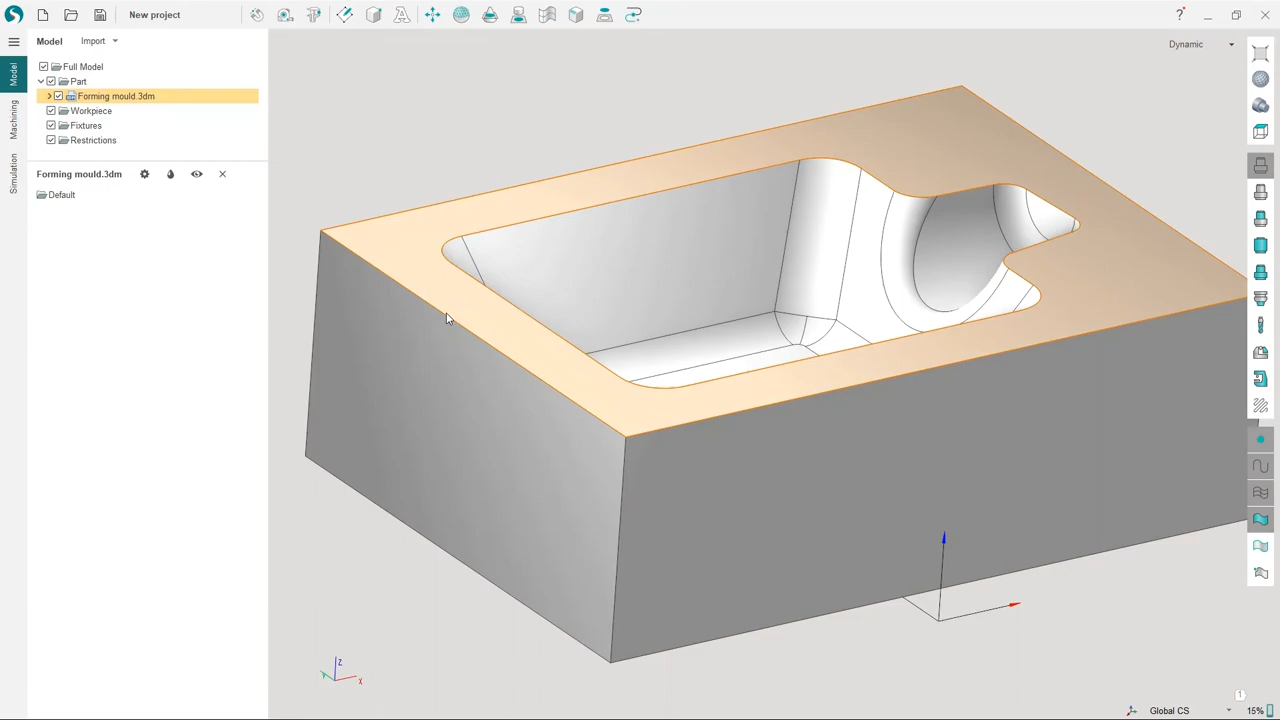 New project
?
Model Import
Dynamic
Full Model
Part
Forming mould.3dm
Workpiece
Fixtures
Restrictions
Forming mould.3dm
Default
Model
Machining
Simulation
Z
Y
X
1
Global CS
15%